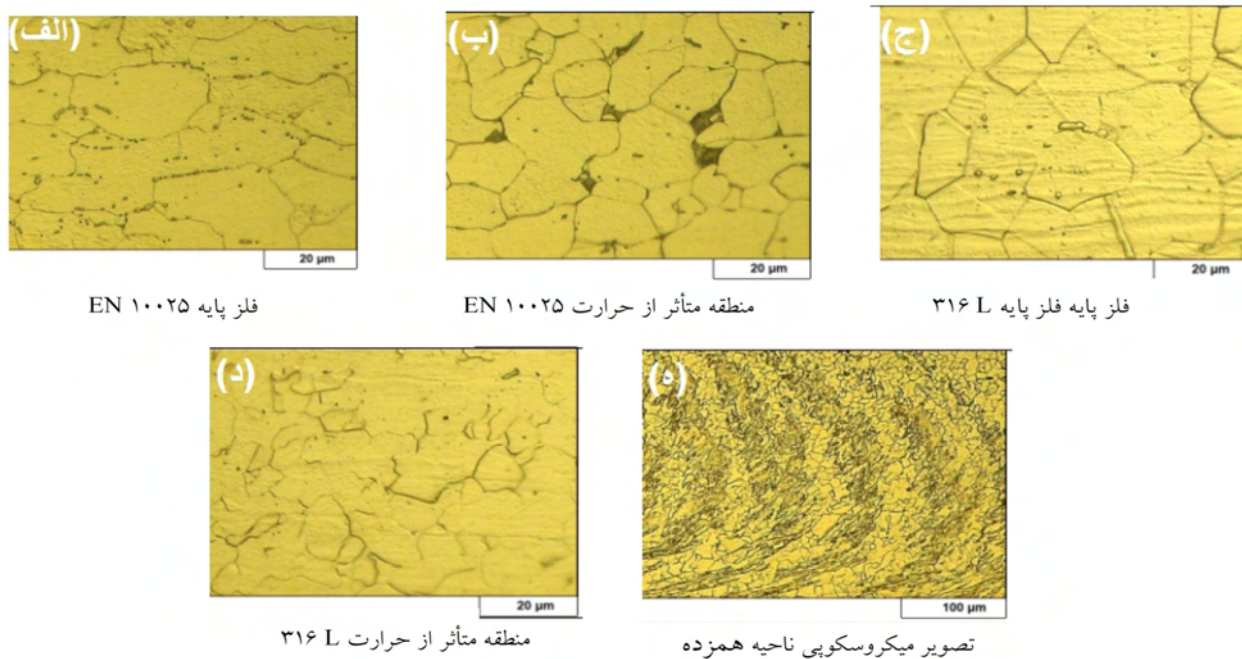 (الف)
(ب)
(ج)
20 µm
20 µm
20 µm
فلز پایه EN ۱۰۰۲۵
منطقه متأثر از حرارت EN ۱۰۰۲۵
فلز پایه فلز پایه ۳۱۶ L
(د)
(ه)
20 µm
100 µm
منطقه متأثر از حرارت ۳۱۶ L
تصویر میکروسکوپی ناحیه همزده